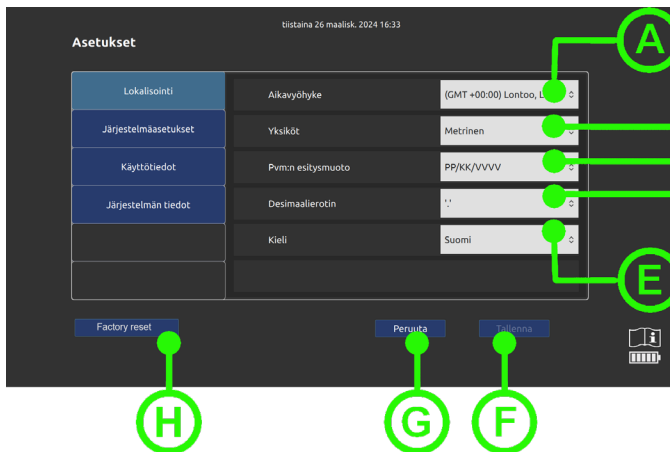 tiistaina 26 maalisk. 2024 16:33
Asetukset
A
Lokalisointi
Aikavyöhyke
(GMT +00:00) Lontoo,
Järjestelmäasetukset
Yksiköt
Metrinen
Käyttötiedot
Pvm:n esitysmuoto
PP/KK/VVVV
Järjestelmän tiedot
Desimaalierotin
'.'
Kieli
Suomi
E
Factory reset
Peruuta
Tallenna
H
G
F